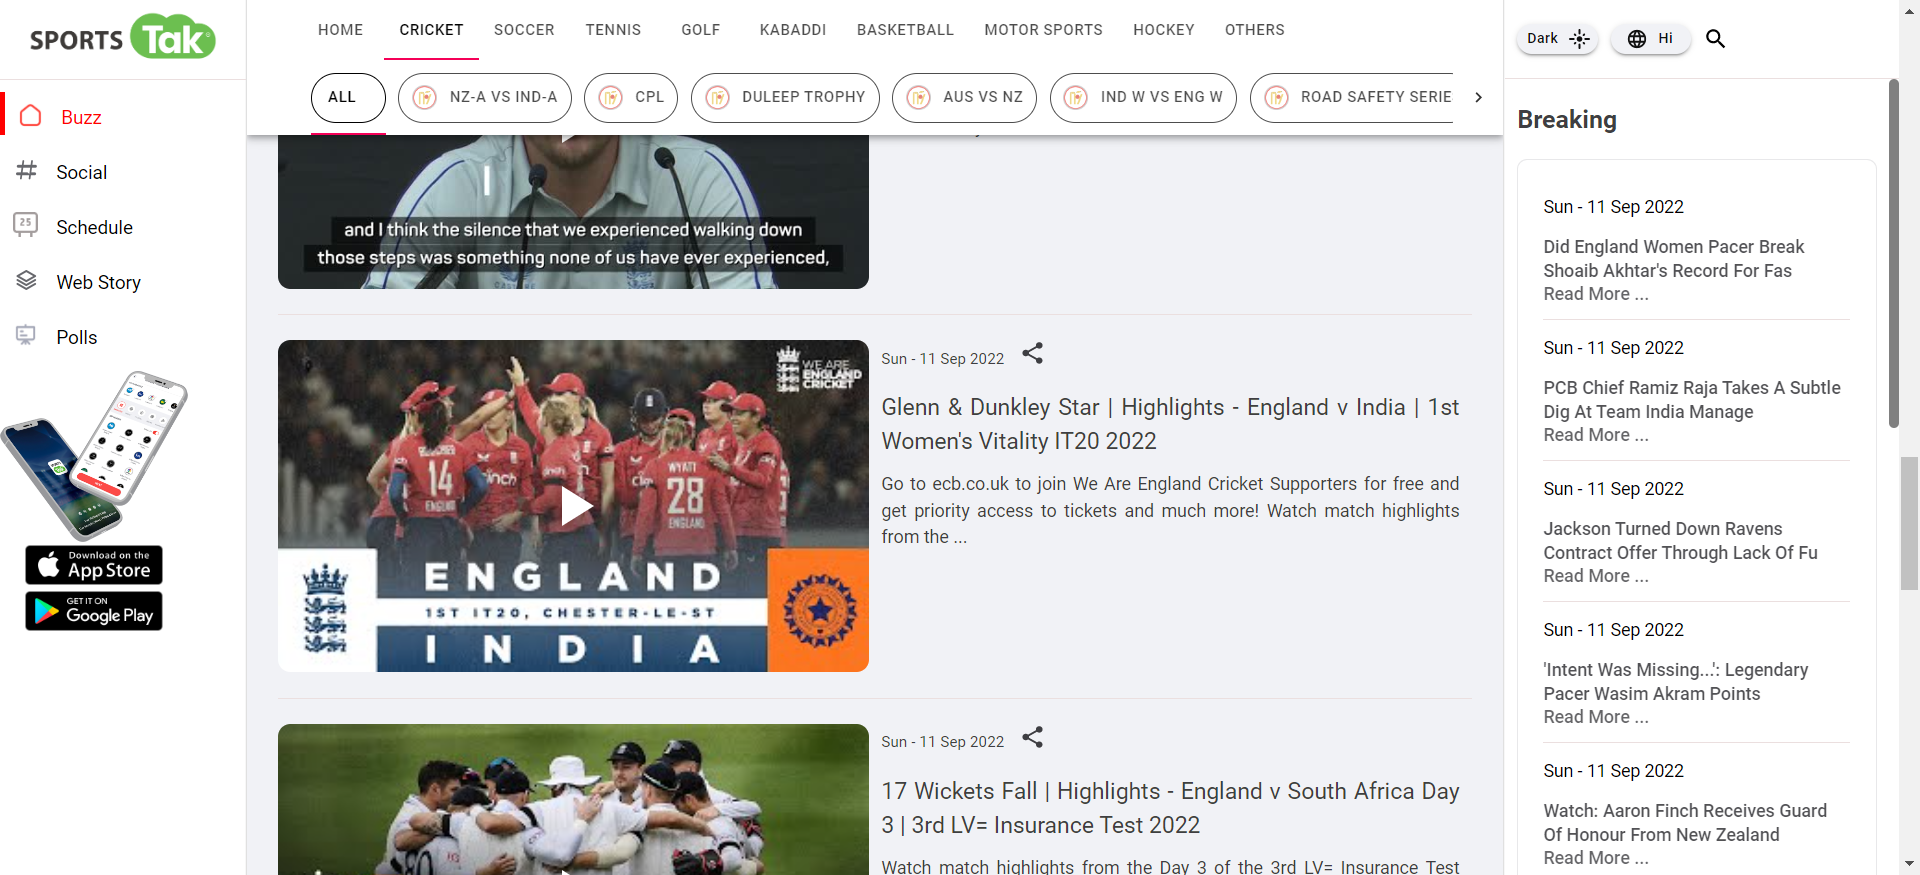 SPORTS Tak
Buzz
Social
25
Schedule
Web Story
Polls
Download on the
App Store
GET IT ON
Google Play
HOME
CRICKET
SOCCER
TENNIS
GOLF
KABADDI
BASKETBALL
MOTOR SPORTS
HOCKEY
OTHERS
ALL
NZ-A VS IND-A
CPL
DULEEP TROPHY
AUS VS NZ
IND W VS ENG W
ROAD SAFETY SERIE
I
and I think the silence that we experienced walking down
those steps was something none of us have ever experienced,
WE ARE
ENGLAND
CRICKET
14
ENGLAND
cinch
WYATT
28
ENGLAND
ENGLAND
1ST IT20, CHESTER-LE-ST
INDIA
Sun - 11 Sep 2022
Glenn & Dunkley Star | Highlights - England v India | 1st
Women's Vitality IT20 2022
Go to ecb.co.uk to join We Are England Cricket Supporters for free and
get priority access to tickets and much more! Watch match highlights
from the ...
Sun - 11 Sep 2022
17 Wickets Fall | Highlights - England v South Africa Day
3 | 3rd LV= Insurance Test 2022
Watch match highlights from the Day 3 of the 3rd LV= Insurance Test
Dark
Hi
Breaking
Sun - 11 Sep 2022
Did England Women Pacer Break
Shoaib Akhtar's Record For Fas
Read More ...
Sun - 11 Sep 2022
PCB Chief Ramiz Raja Takes A Subtle
Dig At Team India Manage
Read More ...
Sun - 11 Sep 2022
Jackson Turned Down Ravens
Contract Offer Through Lack Of Fu
Read More ...
Sun - 11 Sep 2022
'Intent Was Missing...': Legendary
Pacer Wasim Akram Points
Read More ...
Sun - 11 Sep 2022
Watch: Aaron Finch Receives Guard
Of Honour From New Zealand
Read More ...